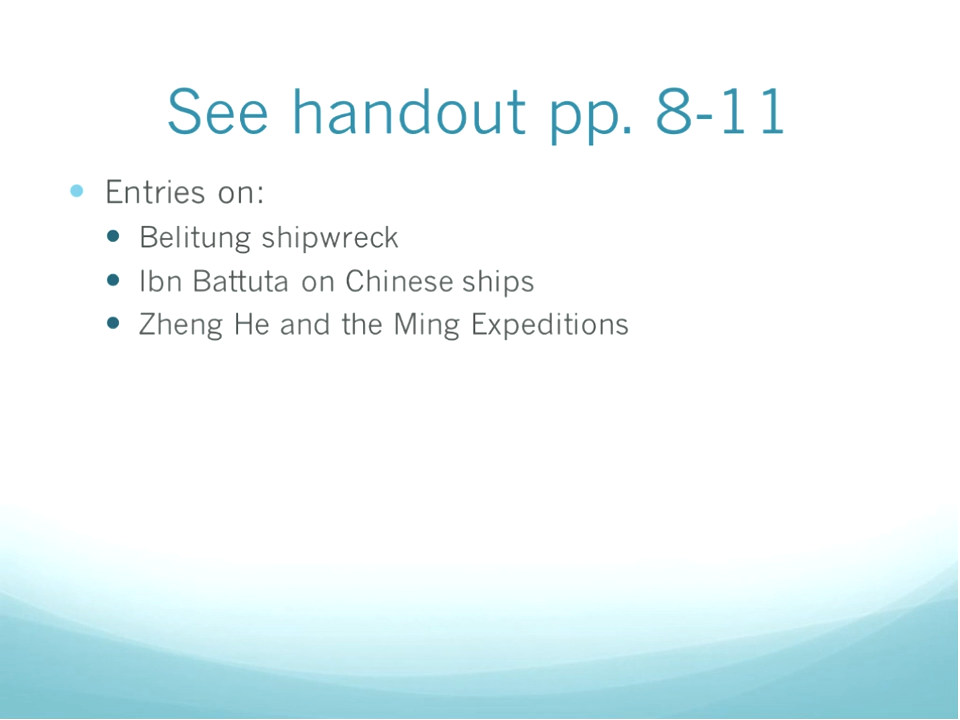 See handout pp. 8-11
Entries on:
Belitung shipwreck
Ibn Battuta on Chinese ships
Zheng He and the Ming Expeditions